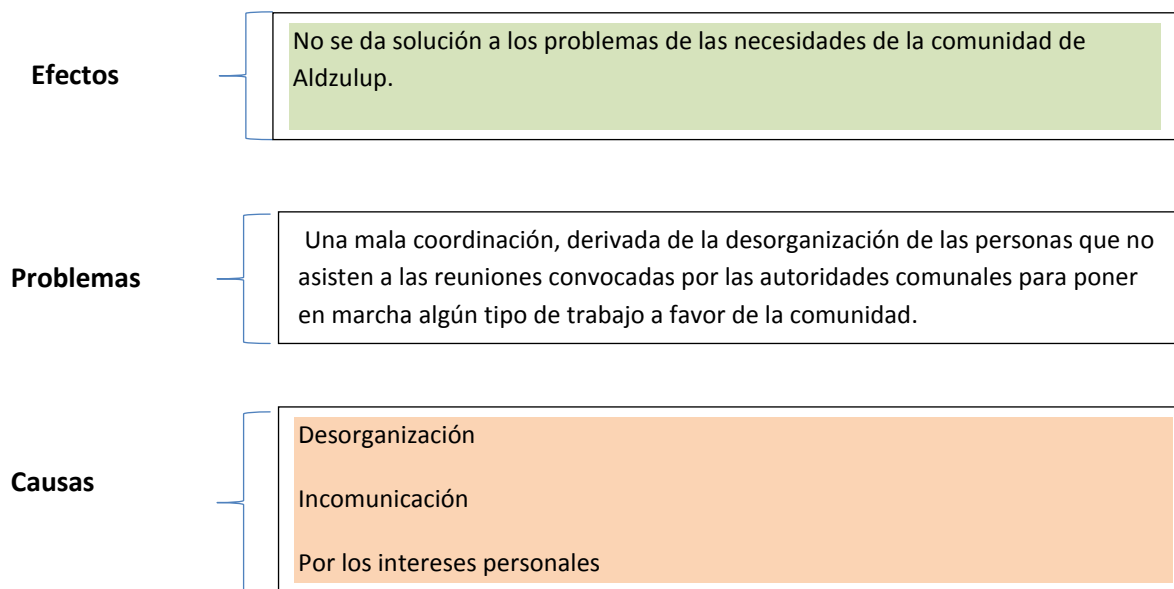 Efectos
No se da solución a los problemas de las necesidades de la comunidad de
Aldzulup.
Problemas
Una mala coordinación, derivada de la desorganización de las personas que no
asisten a las reuniones convocadas por las autoridades comunales para poner
en marcha algún tipo de trabajo a favor de la comunidad.
Causas
Desorganización
Incomunicación
Por los intereses personales